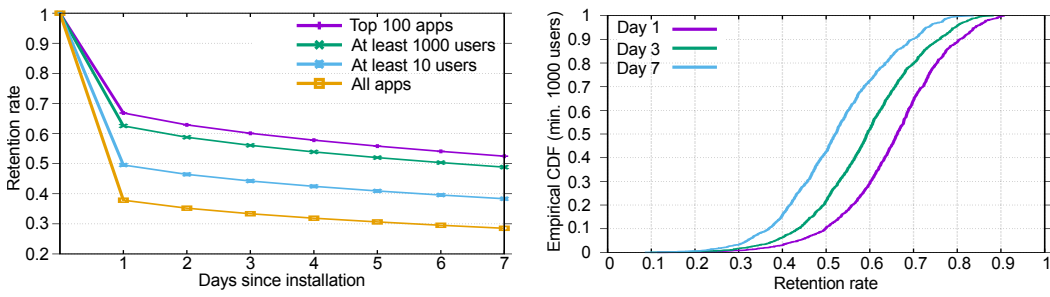 1
0.9
0.8
0.7
0.6
0.5
0.4
0.3
0.2
Retention rate
Top 100 apps
At least 1000 users
At least 10 users
All apps
1 2 3 4 5 6 7
Days since installation
1
0.9
0.8
0.7
0.6
0.5
0.4
0.3
0.2
0.1
0
Empirical CDF (min. 1000 users)
Day 1
Day 3
Day 7
0 0.1 0.2 0.3 0.4 0.5 0.6 0.7 0.8 0.9 1
Retention rate